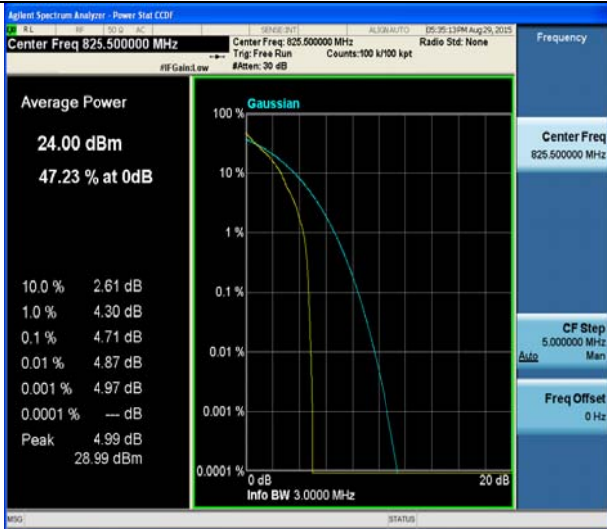 Agilent Spectrum Analyzer - Power Stat CCDF
RL RF 50 Ω AC SENSE:INT ALIGN AUTO 05:35:13 PM Aug 29, 2015
Center Freq 825.500000 MHz Center Freq: 825.500000 MHz Radio Std: None
Trig: Free Run Counts:100 k/100 kpt
#IFGain:Low #Atten: 30 dB
Frequency
Average Power
24.00 dBm
47.23 % at 0dB
10.0 % 2.61 dB
1.0 % 4.30 dB
0.1 % 4.71 dB
0.01 % 4.87 dB
0.001 % 4.97 dB
0.0001 % --- dB
Peak 4.99 dB
28.99 dBm
Gaussian
100 %
10 %
1 %
0.1 %
0.01 %
0.001 %
0.0001 %
0 dB 20 dB
Info BW 3.0000 MHz
Center Freq
825.500000 MHz
CF Step
5.000000 MHz
Auto Man
Freq Offset
0 Hz
MSG STATUS